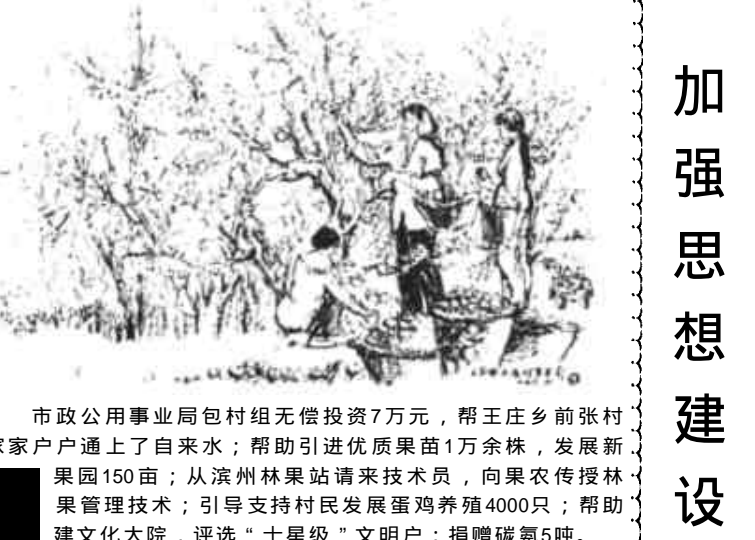 市政公用事业局包村组无偿投资7万元，帮王庄乡前张村
家家户户通上了自来水；帮助引进优质果苗1万余株，发展新
果园150亩；从滨州林果站请来技术员，向果农传授林
果管理技术；引导支持村民发展蛋鸡养殖4000只；帮助
建文化大院，评选“十星级”文明户；捐赠碳氨5吨。
加强思想建设